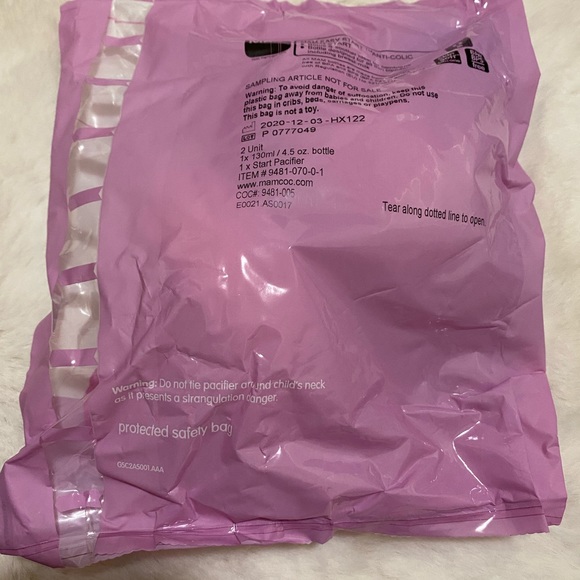 ANTI-COLIC
SAMPLING ARTICLE NOT FOR SALE
Warning: To avoid danger of suffocation, keep this
plastic bag away from babies and children. Do not use
this bag in cribs, beds, carriages or playpens.
This bag is not a toy.
2020-12-03-HX122
LOT P 0777049
2 Unit
1x 130ml / 4.5 oz. bottle
1 x Start Pacifier
ITEM # 9481-070-0-1
www.mamcoc.com
COC#: 9481-006
E0021.AS0017
Tear along dotted line to open
Warning: Do not tie pacifier around child's neck
as it presents a strangulation danger.
protected safety bag
OSC2AS001.AAA